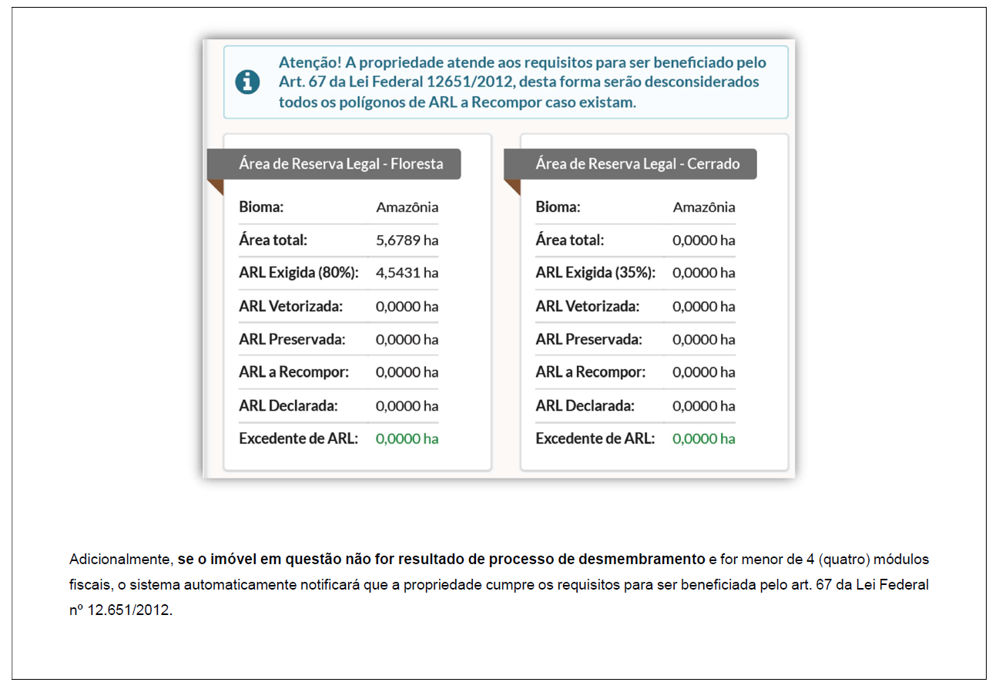 Atenção! A propriedade atende aos requisitos para ser beneficiado pelo
Art. 67 da Lei Federal 12651/2012, desta forma serão desconsiderados
todos os polígonos de ARL a Recompor caso existam.
Área de Reserva Legal - Floresta
Bioma: Amazônia
Área total: 5,6789 ha
ARL Exigida (80%): 4,5431 ha
ARL Vetorizada: 0,0000 ha
ARL Preservada: 0,0000 ha
ARL a Recompor: 0,0000 ha
ARL Declarada: 0,0000 ha
Excedente de ARL: 0,0000 ha
Área de Reserva Legal - Cerrado
Bioma: Amazônia
Área total: 0,0000 ha
ARL Exigida (35%): 0,0000 ha
ARL Vetorizada: 0,0000 ha
ARL Preservada: 0,0000 ha
ARL a Recompor: 0,0000 ha
ARL Declarada: 0,0000 ha
Excedente de ARL: 0,0000 ha
Adicionalmente, se o imóvel em questão não for resultado de processo de desmembramento e for menor de 4 (quatro) módulos
fiscais, o sistema automaticamente notificará que a propriedade cumpre os requisitos para ser beneficiada pelo art. 67 da Lei Federal
nº 12.651/2012.